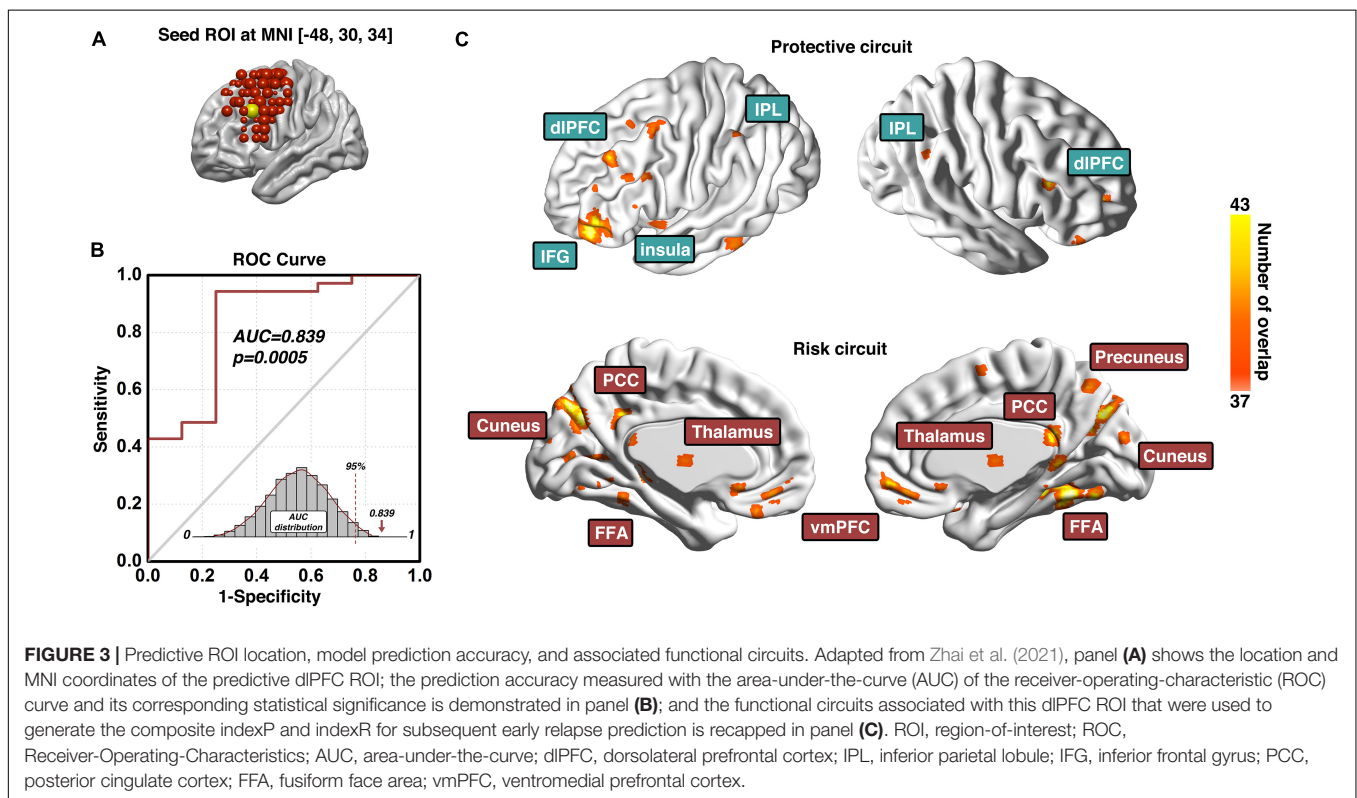 A
Seed ROI at MNI [-48, 30, 34]
B
ROC Curve
1.0
0.8
0.6
0.4
0.2
0.0
Sensitivity
AUC=0.839
p=0.0005
95%
0.839
AUC
distribution
0
1
0.0 0.2 0.4 0.6 0.8 1.0
1-Specificity
C
Protective circuit
dlPFC
IPL
IFG
insula
IPL
dlPFC
43
Number of overlap
37
Risk circuit
PCC
Cuneus
Thalamus
FFA
vmPFC
Precuneus
PCC
Thalamus
Cuneus
FFA
FIGURE 3 | Predictive ROI location, model prediction accuracy, and associated functional circuits. Adapted from Zhai et al. (2021), panel (A) shows the location and
MNI coordinates of the predictive dlPFC ROI; the prediction accuracy measured with the area-under-the-curve (AUC) of the receiver-operating-characteristic (ROC)
curve and its corresponding statistical significance is demonstrated in panel (B); and the functional circuits associated with this dlPFC ROI that were used to
generate the composite indexP and indexR for subsequent early relapse prediction is recapped in panel (C). ROI, region-of-interest; ROC,
Receiver-Operating-Characteristics; AUC, area-under-the-curve; dlPFC, dorsolateral prefrontal cortex; IPL, inferior parietal lobule; IFG, inferior frontal gyrus; PCC,
posterior cingulate cortex; FFA, fusiform face area; vmPFC, ventromedial prefrontal cortex.